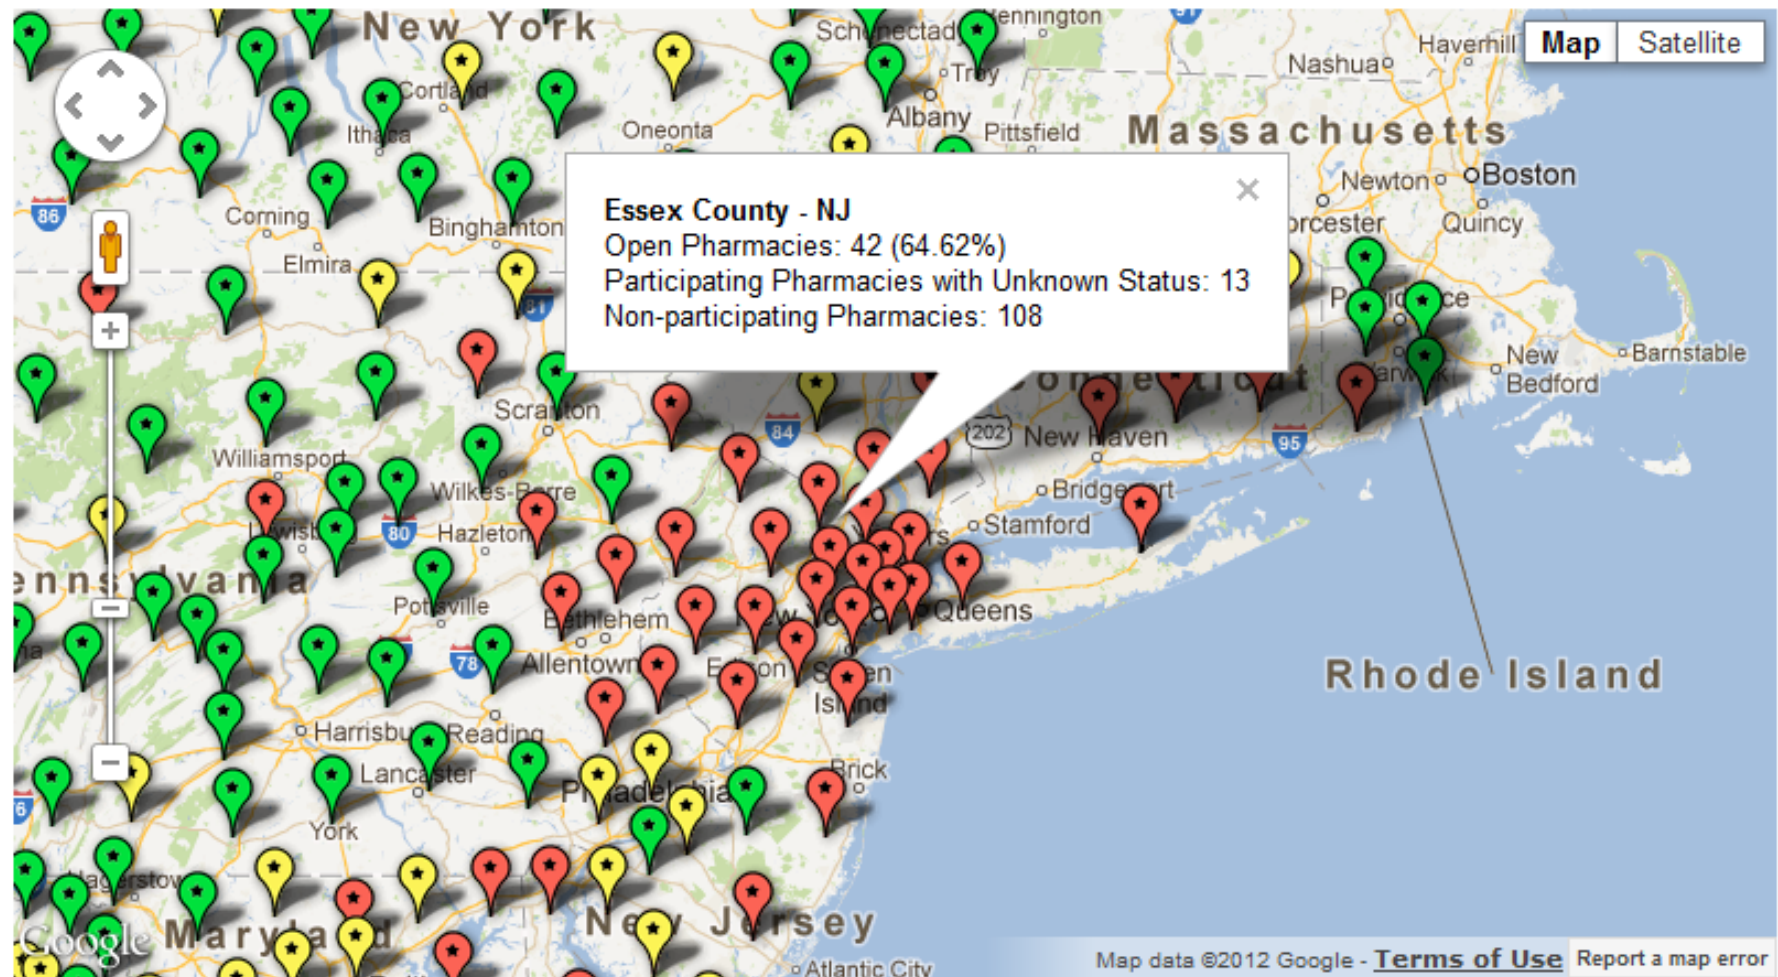 New York
Schenectady
Bennington
91
Haverhill
Map
Satellite
Nashua
Troy
Cortland
Albany
Pittsfield
Massachusetts
Ithaca
Oneonta
Newton
Boston
86
Corning
Binghamton
Quincy
Elmira
Essex County - NJ
Open Pharmacies: 42 (64.62%)
Participating Pharmacies with Unknown Status: 13
Non-participating Pharmacies: 108
81
New
Bedford
Barnstable
Scranton
84
202
New Haven
95
Williamsport
Wilkes-Barre
Bridgeport
80
Hazleton
Stamford
Pottsville
Bethlehem
Queens
78
Allentown
Edison
Staten
Island
Rhode Island
Harrisburg
Reading
Lancaster
Philadelphia
Brick
York
Hagerstown
Maryland
New Jersey
Google
Atlantic City
Map data ©2012 Google - Terms of Use
Report a map error